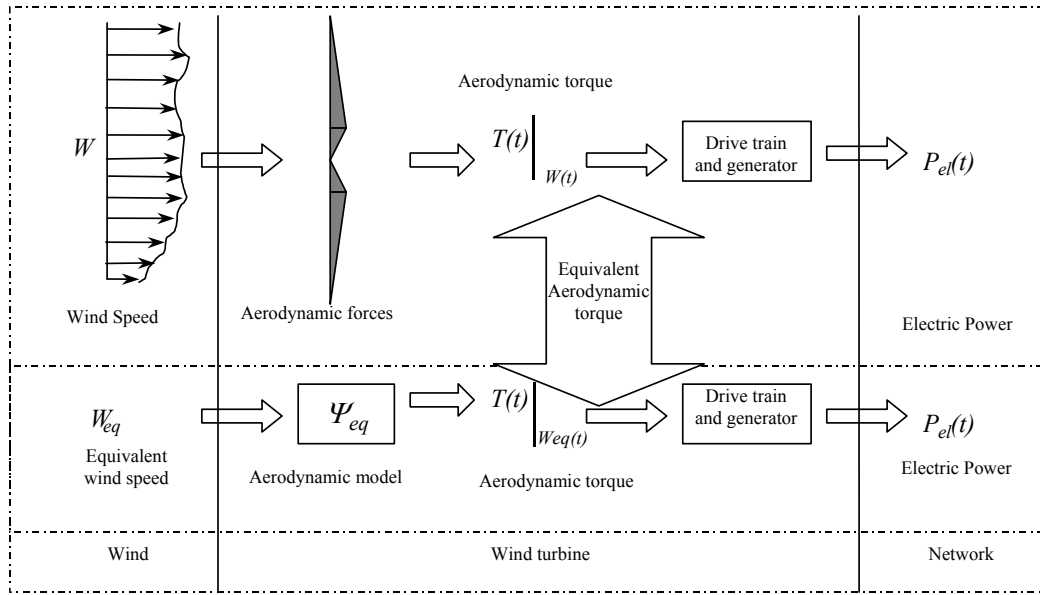 Aerodynamic torque
W
T(t)
W(t)
Drive train
and generator
P_el(t)
Wind Speed
Aerodynamic forces
Equivalent
Aerodynamic
torque
Electric Power
W_eq
Equivalent
wind speed
Ψ_eq
Aerodynamic model
T(t)
Weq(t)
Aerodynamic torque
Drive train
and generator
P_el(t)
Electric Power
Wind
Wind turbine
Network